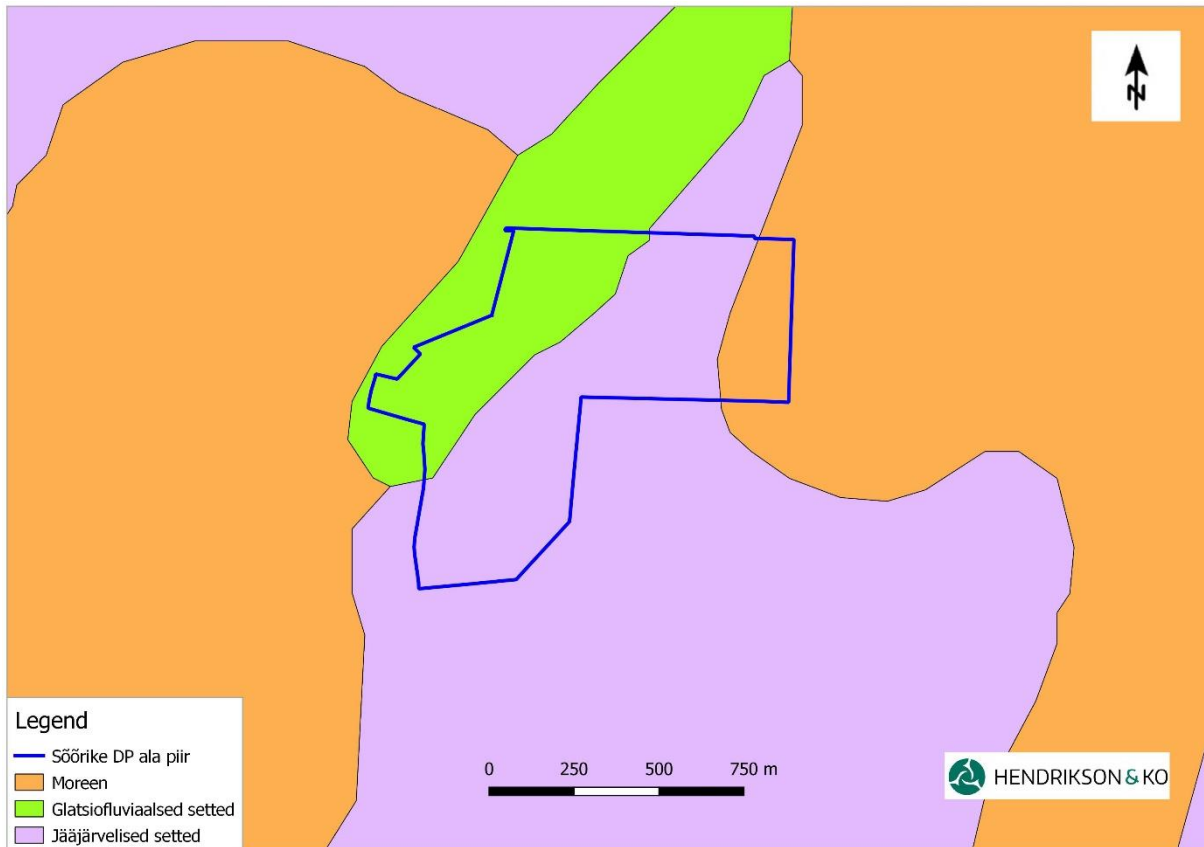 N
Legend
Sõõrike DP ala piir
Moreen
Glatsiofluviaalsed setted
Jääjärvelised setted
0 250 500 750 m
HENDRIKSON & KO